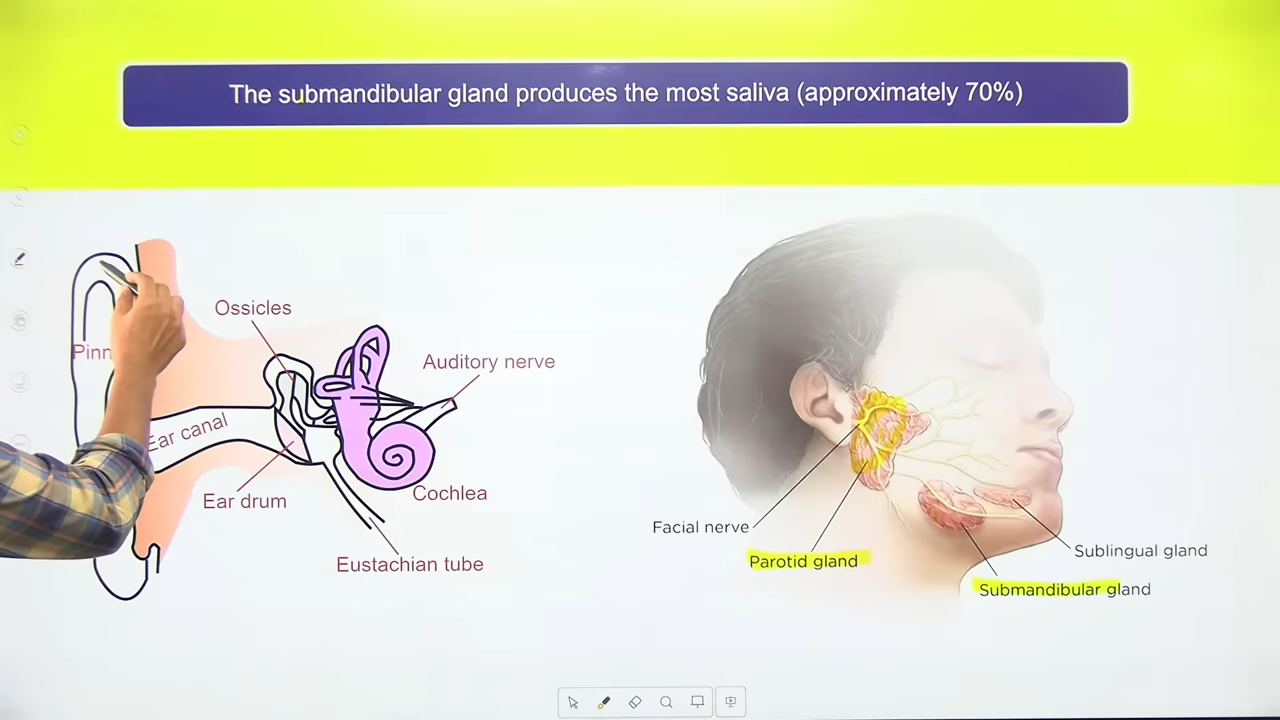 The submandibular gland produces the most saliva (approximately 70%)
Ossicles
Auditory nerve
Ear canal
Ear drum
Cochlea
Eustachian tube
Facial nerve
Parotid gland
Sublingual gland
Submandibular gland